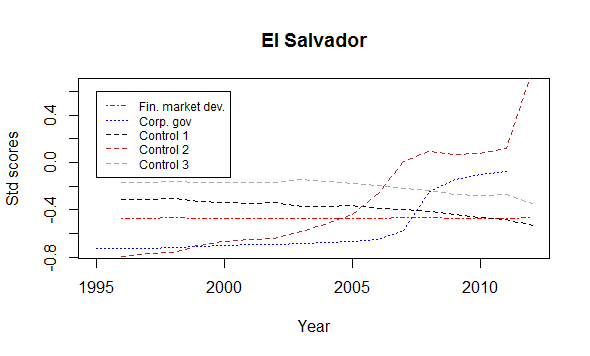 El Salvador
Std scores
0.4
0.0
-0.4
-0.8
Fin. market dev.
Corp. gov
Control 1
Control 2
Control 3
1995 2000 2005 2010
Year